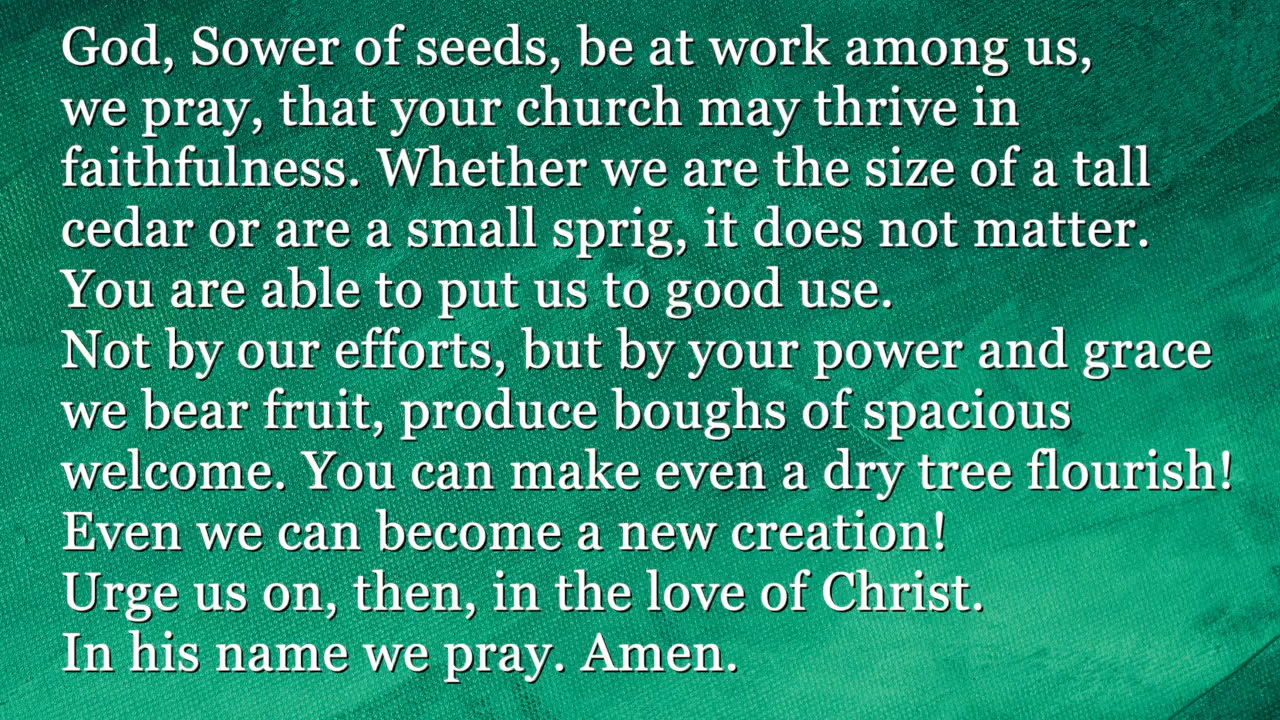 God, Sower of seeds, be at work among us,
we pray, that your church may thrive in
faithfulness. Whether we are the size of a tall
cedar or are a small sprig, it does not matter.
You are able to put us to good use.
Not by our efforts, but by your power and grace
we bear fruit, produce boughs of spacious
welcome. You can make even a dry tree flourish!
Even we can become a new creation!
Urge us on, then, in the love of Christ.
In his name we pray. Amen.